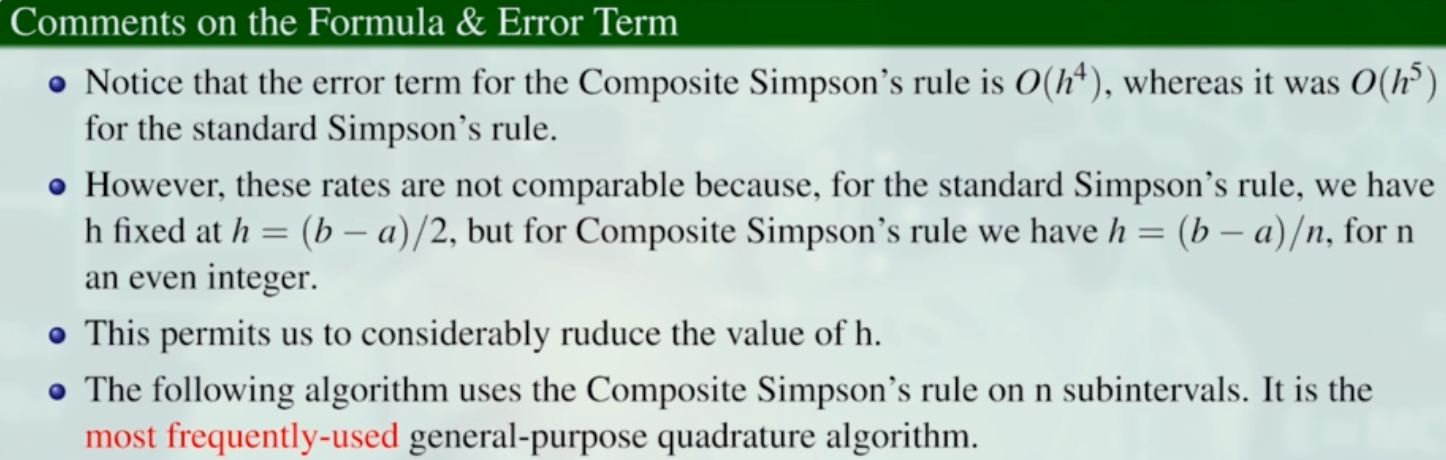 Comments on the Formula & Error Term
Notice that the error term for the Composite Simpson's rule is O(h⁴), whereas it was O(h⁵)
for the standard Simpson's rule.
However, these rates are not comparable because, for the standard Simpson's rule, we have
h fixed at h = (b − a)/2, but for Composite Simpson's rule we have h = (b − a)/n, for n
an even integer.
This permits us to considerably ruduce the value of h.
The following algorithm uses the Composite Simpson's rule on n subintervals. It is the
most frequently-used general-purpose quadrature algorithm.